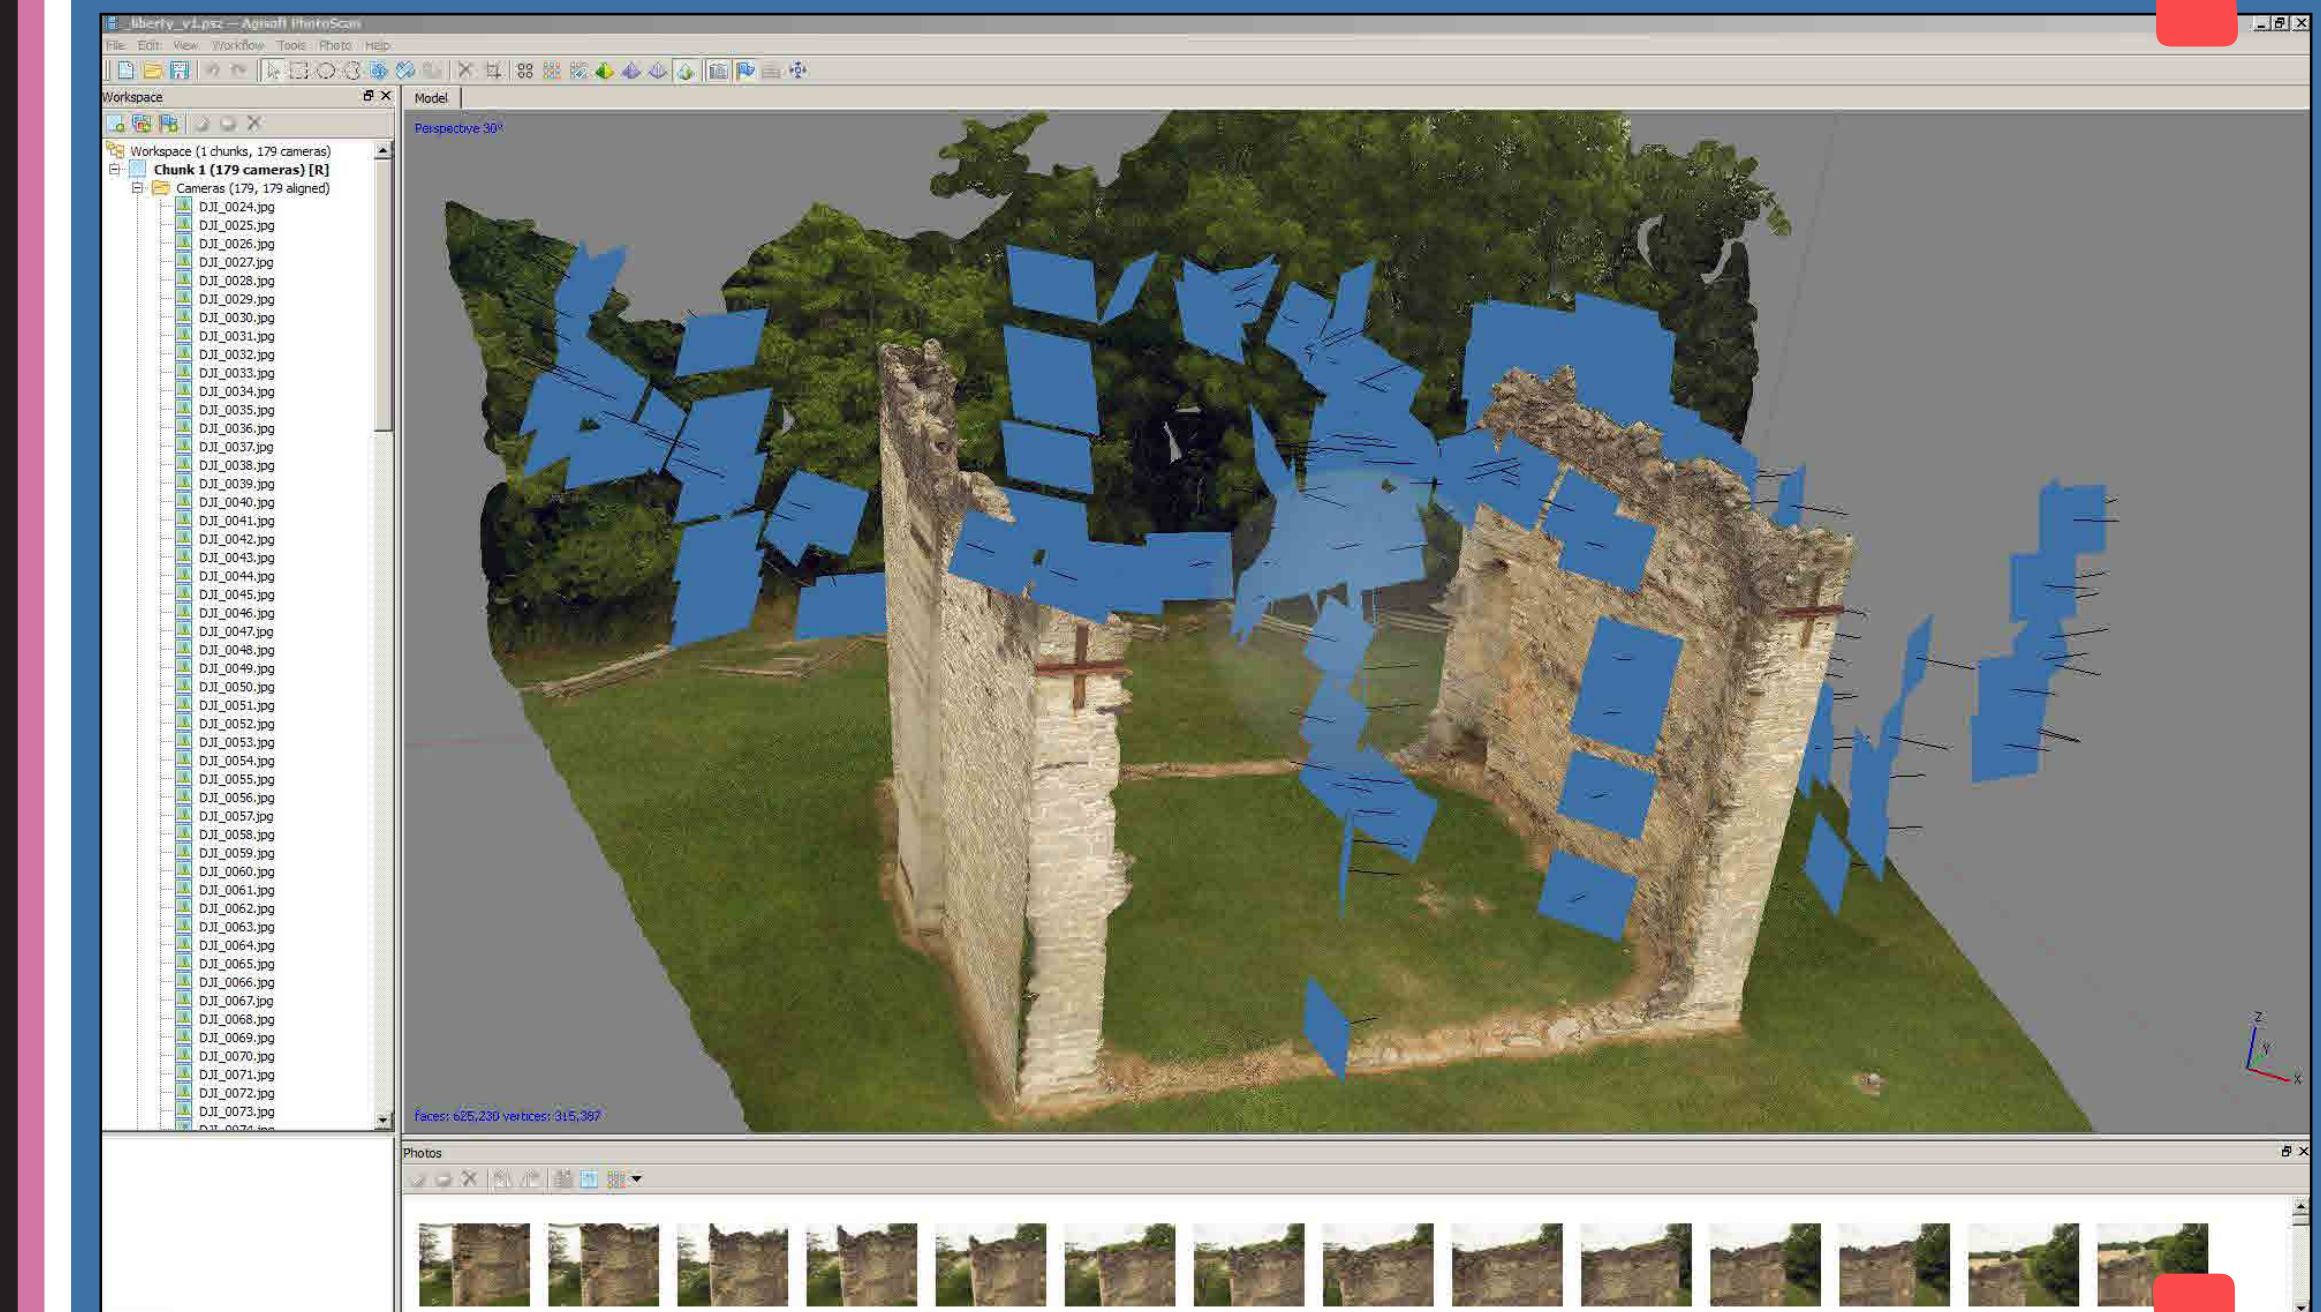 _liberty_v1.psz — Agisoft PhotoScan
File Edit View Workflow Tools Photo Help
Workspace
Model
Perspective 30°
Workspace (1 chunks, 179 cameras)
Chunk 1 (179 cameras) [R]
Cameras (179, 179 aligned)
DJI_0024.jpg
DJI_0025.jpg
DJI_0026.jpg
DJI_0027.jpg
DJI_0028.jpg
DJI_0029.jpg
DJI_0030.jpg
DJI_0031.jpg
DJI_0032.jpg
DJI_0033.jpg
DJI_0034.jpg
DJI_0035.jpg
DJI_0036.jpg
DJI_0037.jpg
DJI_0038.jpg
DJI_0039.jpg
DJI_0040.jpg
DJI_0041.jpg
DJI_0042.jpg
DJI_0043.jpg
DJI_0044.jpg
DJI_0045.jpg
DJI_0046.jpg
DJI_0047.jpg
DJI_0048.jpg
DJI_0049.jpg
DJI_0050.jpg
DJI_0051.jpg
DJI_0052.jpg
DJI_0053.jpg
DJI_0054.jpg
DJI_0055.jpg
DJI_0056.jpg
DJI_0057.jpg
DJI_0058.jpg
DJI_0059.jpg
DJI_0060.jpg
DJI_0061.jpg
DJI_0062.jpg
DJI_0063.jpg
DJI_0064.jpg
DJI_0065.jpg
DJI_0066.jpg
DJI_0067.jpg
DJI_0068.jpg
DJI_0069.jpg
DJI_0070.jpg
DJI_0071.jpg
DJI_0072.jpg
DJI_0073.jpg
DJI_0074.jpg
Z
Y
X
faces: 625,230 vertices: 315,387
Photos